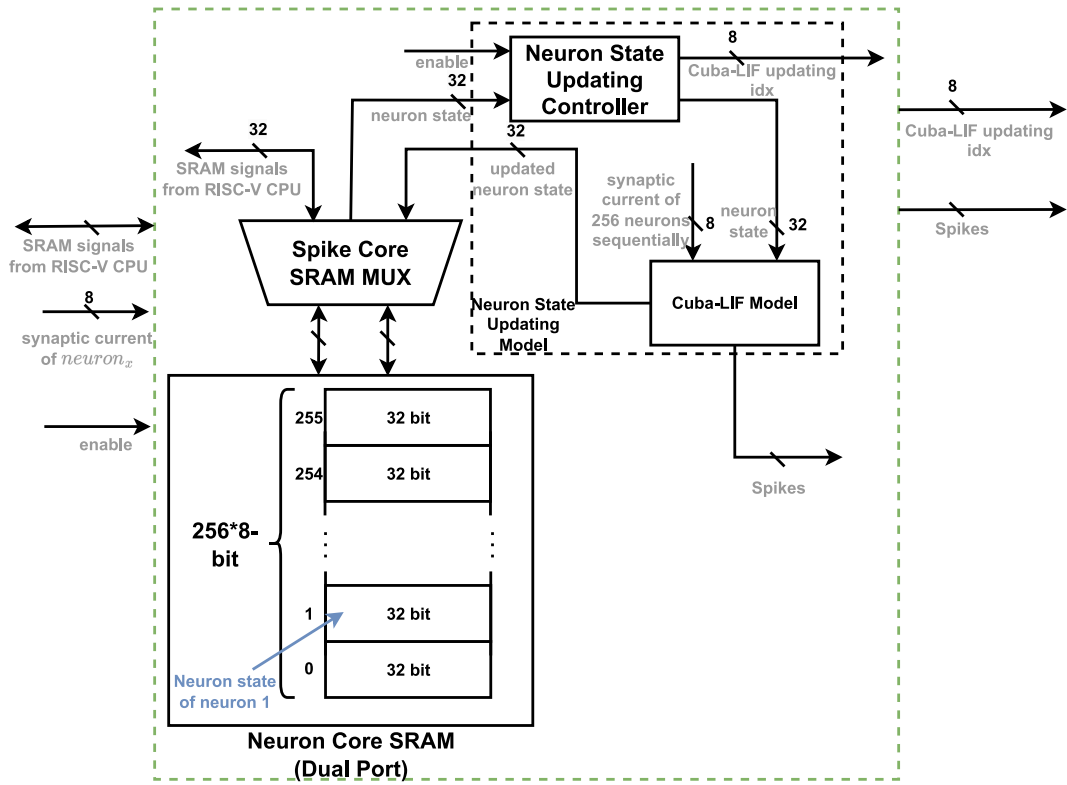 8
enable
Neuron State
Updating
Controller
Cuba-LIF updating
idx
32
neuron state
8
Cuba-LIF updating
idx
32
SRAM signals
from RISC-V CPU
32
updated
neuron state
synaptic
current of
256 neurons
sequentially
8
neuron
state
32
Spikes
SRAM signals
from RISC-V CPU
Spike Core
SRAM MUX
8
synaptic current
of neuron_x
Neuron State
Updating
Model
Cuba-LIF Model
enable
255
32 bit
254
32 bit
Spikes
256*8-
bit
1
32 bit
0
32 bit
Neuron state
of neuron 1
Neuron Core SRAM
(Dual Port)